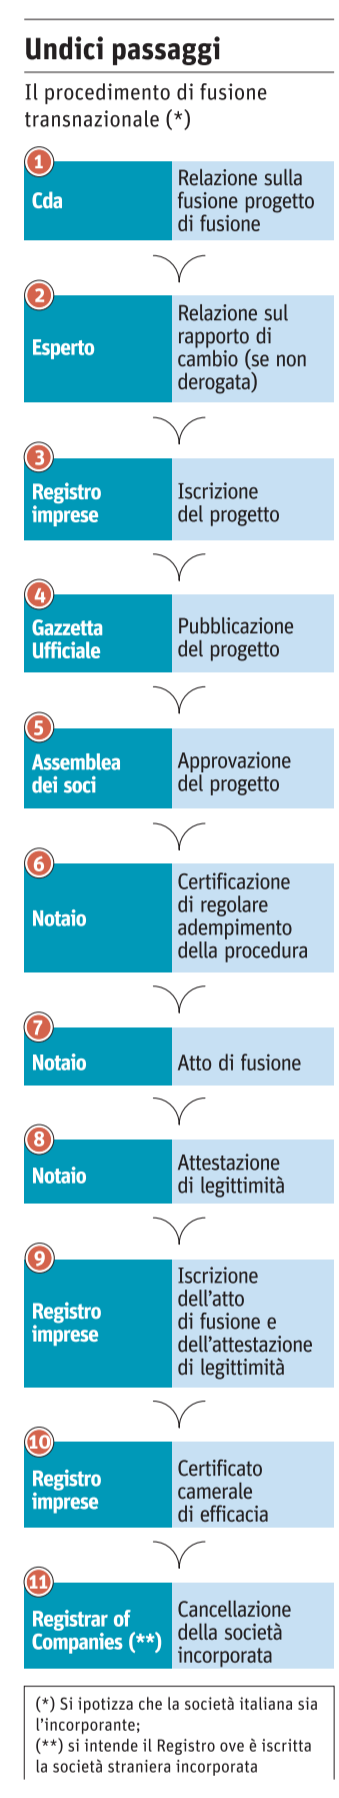 Undici passaggi
Il procedimento di fusione
transnazionale (*)
1
Cda
Relazione sulla
fusione progetto
di fusione
2
Esperto
Relazione sul
rapporto di
cambio (se non
derogata)
3
Registro
imprese
Iscrizione
del progetto
4
Gazzetta
Ufficiale
Pubblicazione
del progetto
5
Assemblea
dei soci
Approvazione
del progetto
6
Notaio
Certificazione
di regolare
adempimento
della procedura
7
Notaio
Atto di fusione
8
Notaio
Attestazione
di legittimità
9
Registro
imprese
Iscrizione
dell’atto
di fusione e
dell’attestazione
di legittimità
10
Registro
imprese
Certificato
camerale
di efficacia
11
Registrar of
Companies (**)
Cancellazione
della società
incorporata
(*) Si ipotizza che la società italiana sia
l’incorporante;
(**) si intende il Registro ove è iscritta
la società straniera incorporata